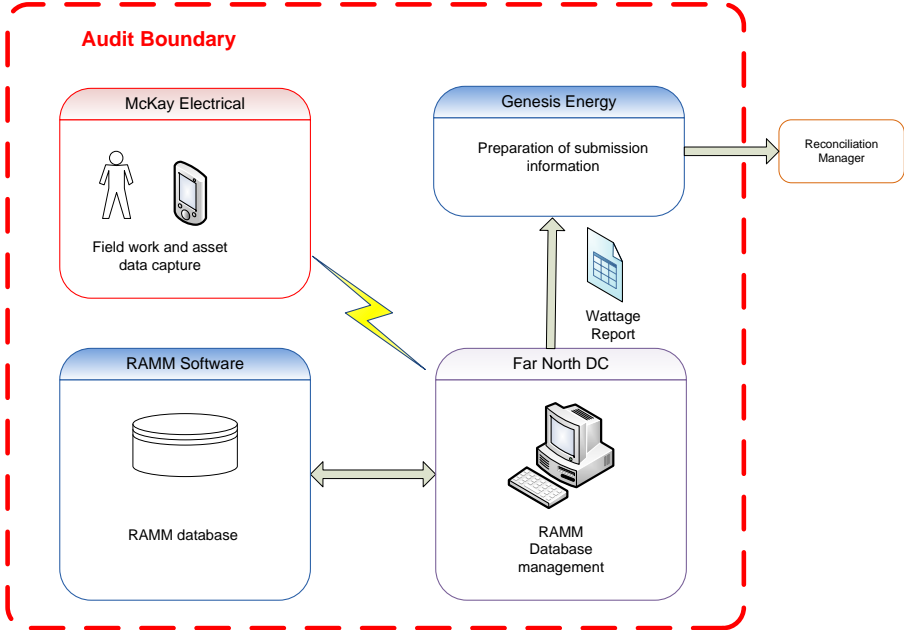 Audit Boundary
McKay Electrical
Field work and asset
data capture
Genesis Energy
Preparation of submission
information
Reconciliation
Manager
Wattage
Report
RAMM Software
RAMM database
Far North DC
RAMM
Database
management